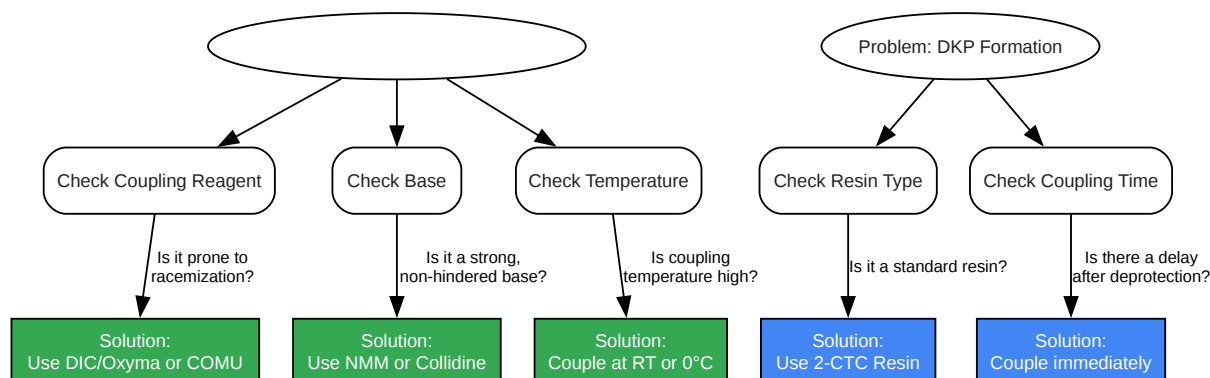 Problem: DKP Formation
Check Coupling Reagent
Check Base
Check Temperature
Check Resin Type
Check Coupling Time
Is it prone to
racemization?
Is it a strong,
non-hindered base?
Is coupling
temperature high?
Is it a standard resin?
Is there a delay
after deprotection?
Solution:
Use DIC/Oxyma or COMU
Solution:
Use NMM or Collidine
Solution:
Couple at RT or 0°C
Solution:
Use 2-CTC Resin
Solution:
Couple immediately